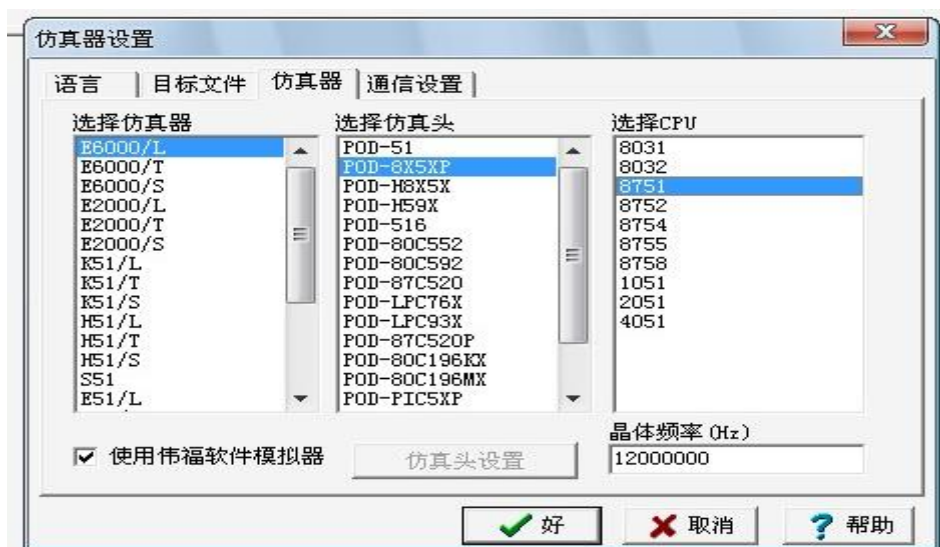 仿真器设置
语言 目标文件 仿真器 通信设置
选择仿真器
E6000/L
E6000/T
E6000/S
E2000/L
E2000/T
E2000/S
K51/L
K51/T
K51/S
H51/L
H51/T
H51/S
S51
E51/L
选择仿真头
POD-51
POD-8X5XP
POD-H8X5X
POD-H59X
POD-516
POD-80C552
POD-80C592
POD-87C520
POD-LPC76X
POD-LPC93X
POD-87C520P
POD-80C196KX
POD-80C196MX
POD-PIC5XP
选择CPU
8031
8032
8751
8752
8754
8755
8758
1051
2051
4051
使用伟福软件模拟器
仿真头设置
晶体频率(Hz)
12000000
好 取消 帮助